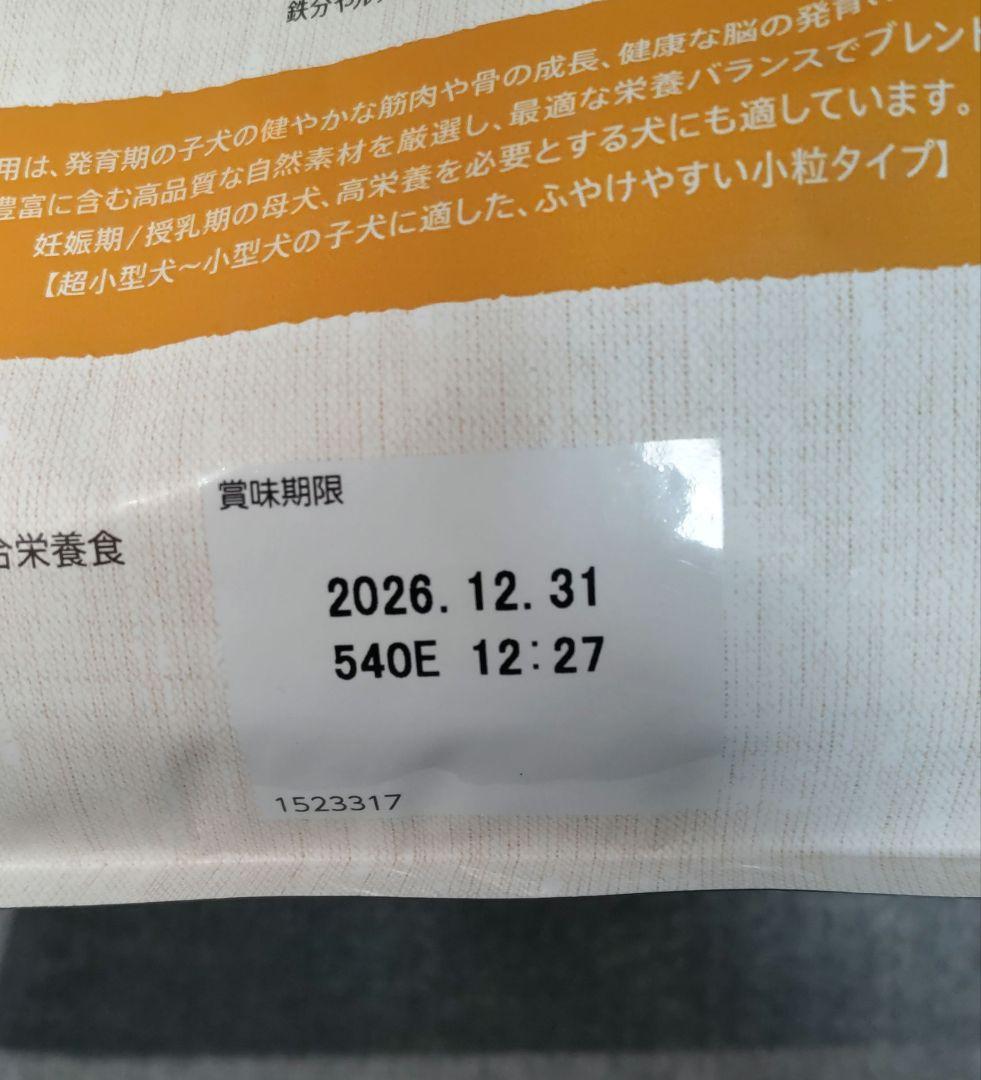 鉄分やル
用は、発育期の子犬の健やかな筋肉や骨の成長、健康な脳の発育
豊富に含む高品質な自然素材を厳選し、最適な栄養バランスでブレンド
妊娠期/授乳期の母犬、高栄養を必要とする犬にも適しています。
【超小型犬～小型犬の子犬に適した、ふやけやすい小粒タイプ】
賞味期限
合栄養食
2026.12.31
540E 12:27
1523317